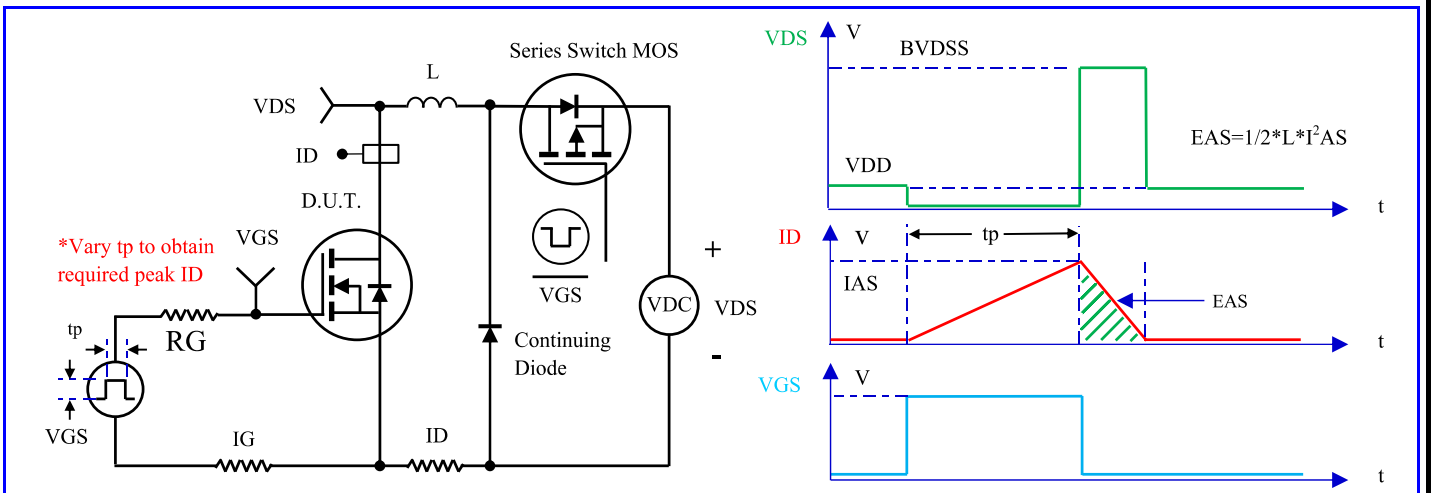 Series Switch MOS
L
VDS
ID
D.U.T.
*Vary tp to obtain
required peak ID
VGS
tp
RG
VGS
IG
ID
VGS
Continuing
Diode
+
VDC
VDS
-
VDS
V
BVDSS
EAS=1/2*L*I²AS
VDD
t
ID
V
tp
IAS
EAS
t
VGS
V
t